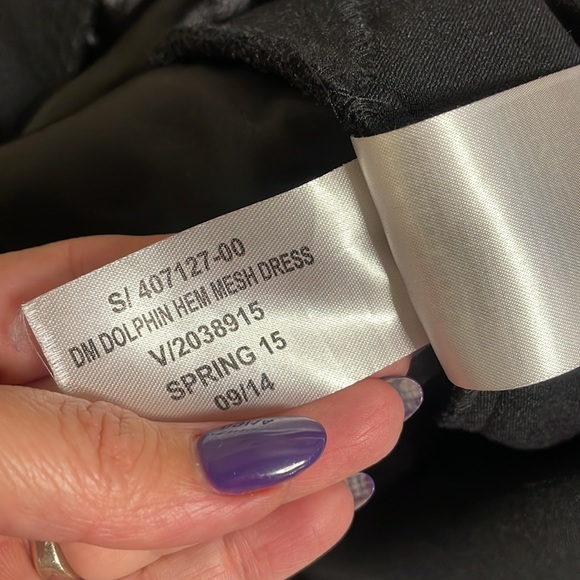 S/ 407127-00
DM DOLPHIN HEM MESH DRESS
V/2038915
SPRING 15
09/14